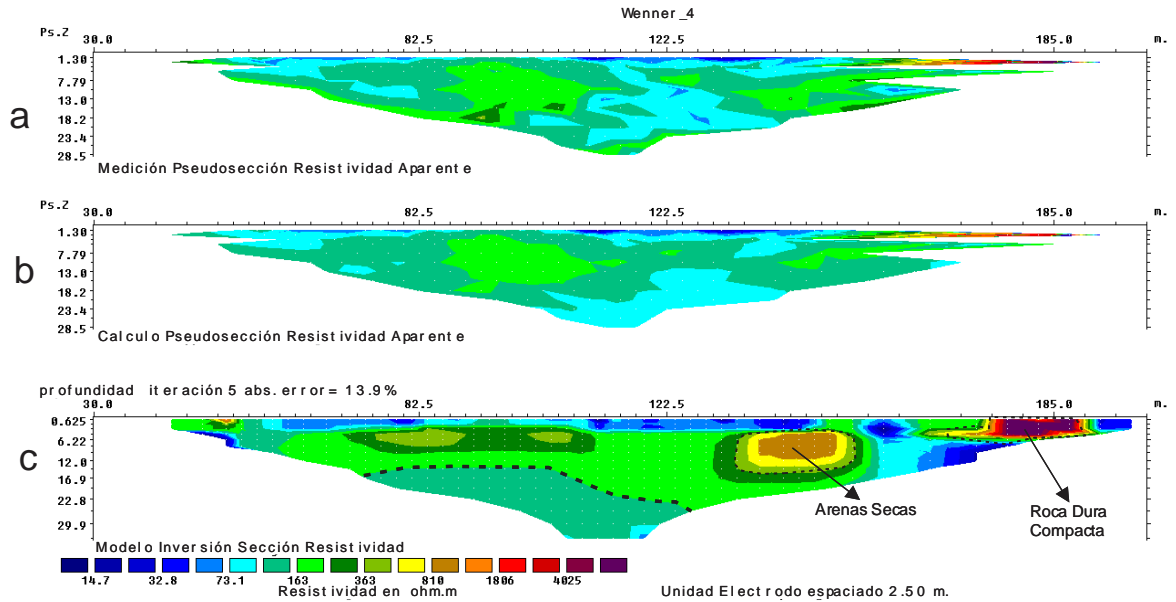 Wenner_4
Ps.Z 30.0 82.5 122.5 185.0 m.
1.30
7.79
13.0
18.2
23.4
28.5
a
Medición Pseudosección Resistividad Aparente
Ps.Z 30.0 82.5 122.5 185.0 m.
1.30
7.79
13.0
18.2
23.4
28.5
b
Calculo Pseudosección Resistividad Aparente
profundidad iteración 5 abs. error= 13.9%
30.0 82.5 122.5 185.0 m.
0.625
6.22
12.0
16.9
22.8
29.9
c
Arenas Secas
Roca Dura
Compacta
Modelo Inversión Sección Resistividad
14.7 32.8 73.1 163 363 810 1806 4025
Resistividad en ohm.m
Unidad Electrodo espaciado 2.50 m.